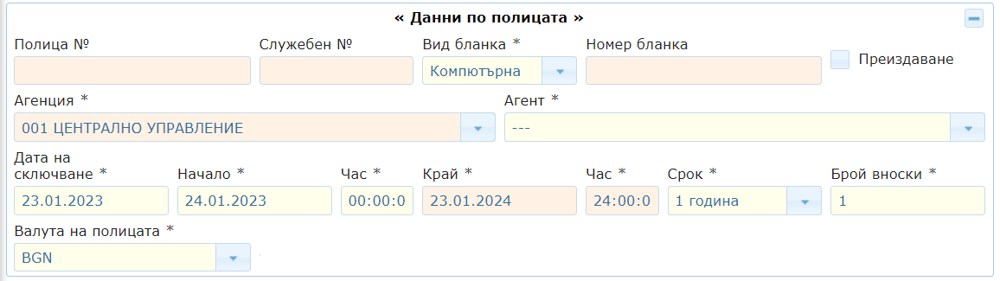 « Данни по полицата »
Полица № Служебен № Вид бланка * Номер бланка
Компютърна Преиздаване
Агенция * Агент *
001 ЦЕНТРАЛНО УПРАВЛЕНИЕ ---
Дата на
сключване * Начало * Час * Край * Час * Срок * Брой вноски *
23.01.2023 24.01.2023 00:00:0 23.01.2024 24:00:0 1 година 1
Валута на полицата *
BGN